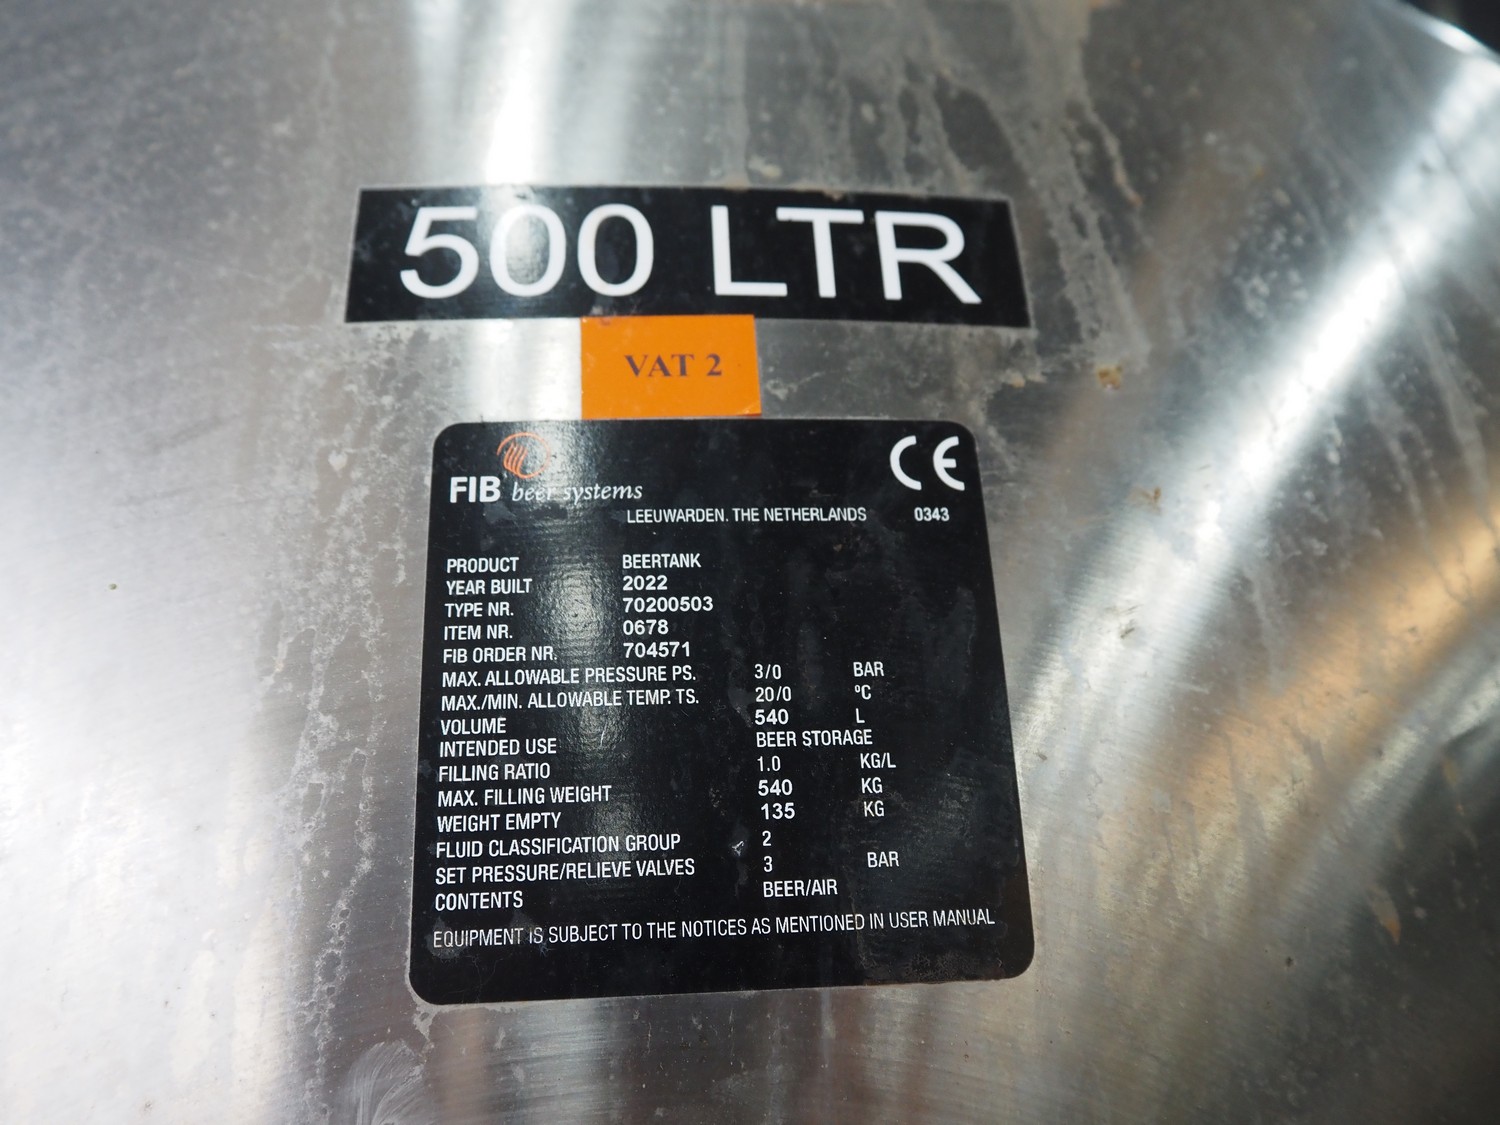 500 LTR
VAT 2
FIB beer systems
CE
LEEUWARDEN. THE NETHERLANDS 0343
PRODUCT BEERTANK
YEAR BUILT 2022
TYPE NR. 70200503
ITEM NR. 0678
FIB ORDER NR. 704571
MAX. ALLOWABLE PRESSURE PS. 3/0 BAR
MAX./MIN. ALLOWABLE TEMP. TS. 20/0 ºC
VOLUME 540 L
INTENDED USE BEER STORAGE
FILLING RATIO 1.0 KG/L
MAX. FILLING WEIGHT 540 KG
WEIGHT EMPTY 135 KG
FLUID CLASSIFICATION GROUP 2
SET PRESSURE/RELIEVE VALVES 3 BAR
CONTENTS BEER/AIR
EQUIPMENT IS SUBJECT TO THE NOTICES AS MENTIONED IN USER MANUAL